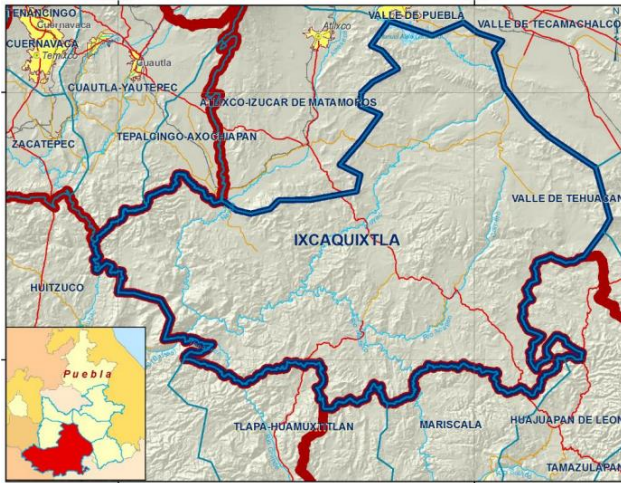 TENANCINGO
Cuernavaca
CUERNAVACA
Temixco
Cuautla
CUAUTLA-YAUTEPEC
Atlixco
VALLE DE PUEBLA
VALLE DE TECAMACHALCO
ATLIXCO-IZUCAR DE MATAMOROS
TEPALCINGO-AXOCHIAPAN
ZACATEPEC
VALLE DE TEHUACAN
IXCAQUIXTLA
HUITZUCO
Puebla
TLAPA-HUAMUXTITLAN
MARISCALA
HUAJUAPAN DE LEON
TAMAZULAPAN